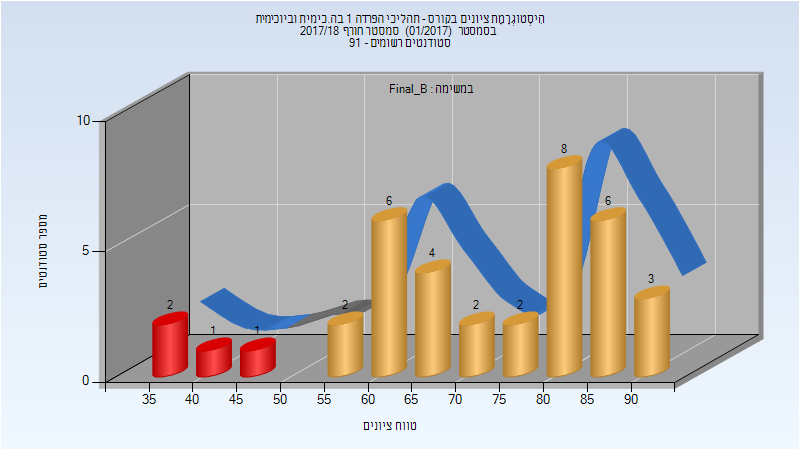 היסטוגרמת ציונים בקורס - תהליכי הפרדה 1 בה.כימית וביוכימית
בסמסטר (01/2017) סמסטר חורף 2017/18
סטודנטים רשומים - 91
במשימה : Final_B
מספר סטודנטים
10
5
0
2
1
1
2
6
4
2
2
8
6
3
35 40 45 50 55 60 65 70 75 80 85 90
טווח ציונים